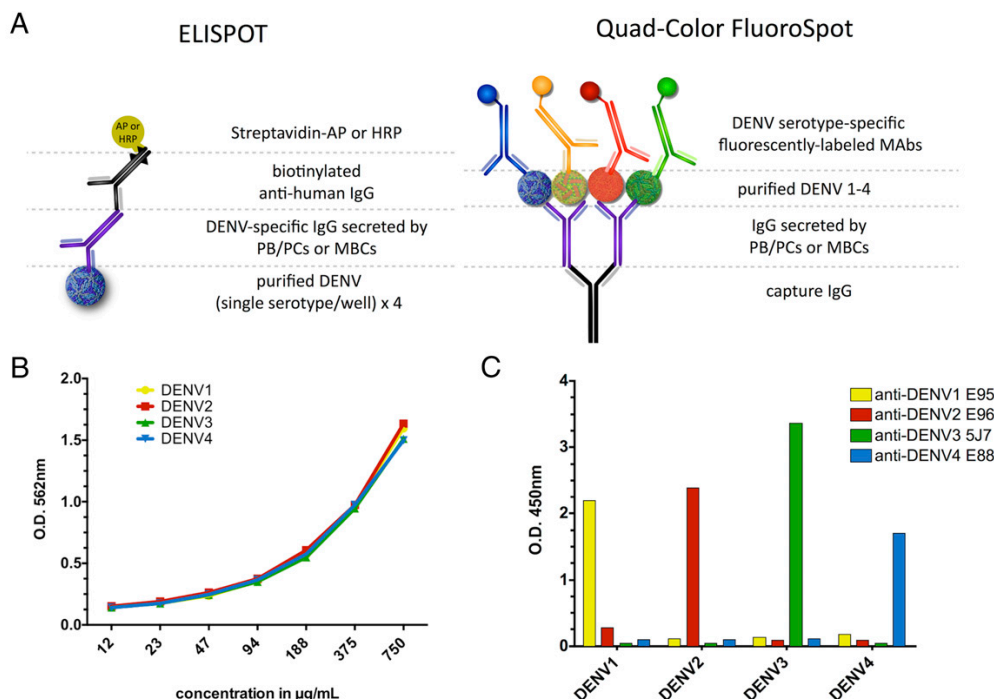 A
ELISPOT
AP or
HRP
Streptavidin-AP or HRP
biotinylated
anti-human IgG
DENV-specific IgG secreted by
PB/PCs or MBCs
purified DENV
(single serotype/well) x 4
Quad-Color FluoroSpot
DENV serotype-specific
fluorescently-labeled MAbs
purified DENV 1-4
IgG secreted by
PB/PCs or MBCs
capture IgG
B
2.0
1.5
1.0
0.5
0.0
O.D. 562nm
DENV1
DENV2
DENV3
DENV4
12
23
47
94
188
375
750
concentration in µg/mL
C
4
3
2
1
0
O.D. 450nm
anti-DENV1 E95
anti-DENV2 E96
anti-DENV3 5J7
anti-DENV4 E88
DENV1
DENV2
DENV3
DENV4